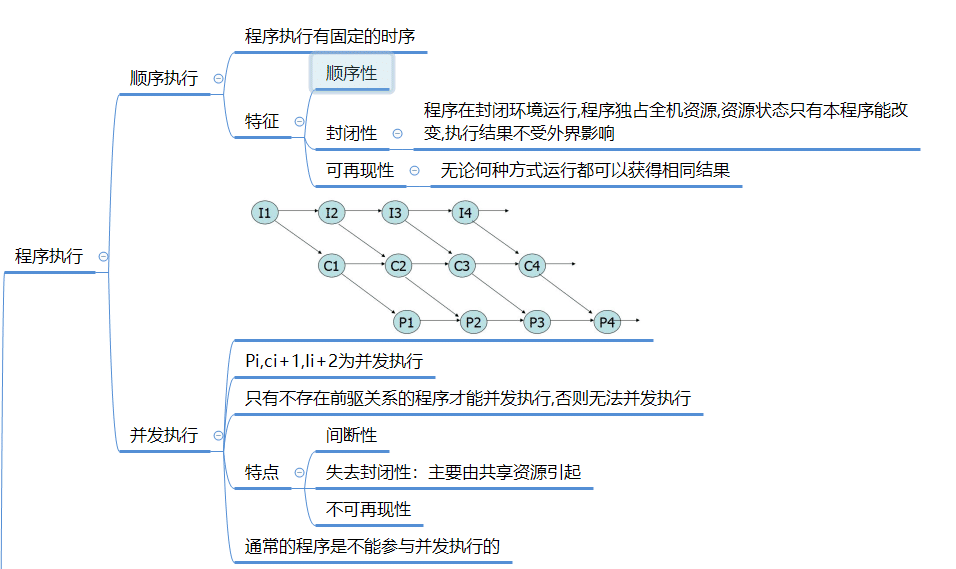 程序执行有固定的时序
顺序执行
顺序性
特征
程序在封闭环境运行,程序独占全机资源,资源状态只有本程序能改
变,执行结果不受外界影响
封闭性
可再现性
无论何种方式运行都可以获得相同结果
I1 I2 I3 I4
程序执行
C1 C2 C3 C4
P1 P2 P3 P4
Pi,ci+1,Ii+2为并发执行
只有不存在前驱关系的程序才能并发执行,否则无法并发执行
并发执行
间断性
特点
失去封闭性：主要由共享资源引起
不可再现性
通常的程序是不能参与并发执行的